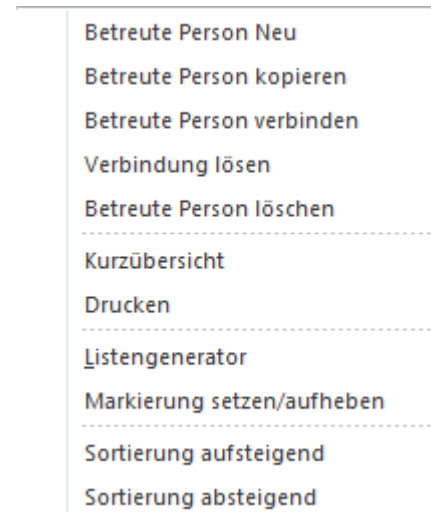 Betreute Person Neu
Betreute Person kopieren
Betreute Person verbinden
Verbindung lösen
Betreute Person löschen
Kurzübersicht
Drucken
Listengenerator
Markierung setzen/aufheben
Sortierung aufsteigend
Sortierung absteigend